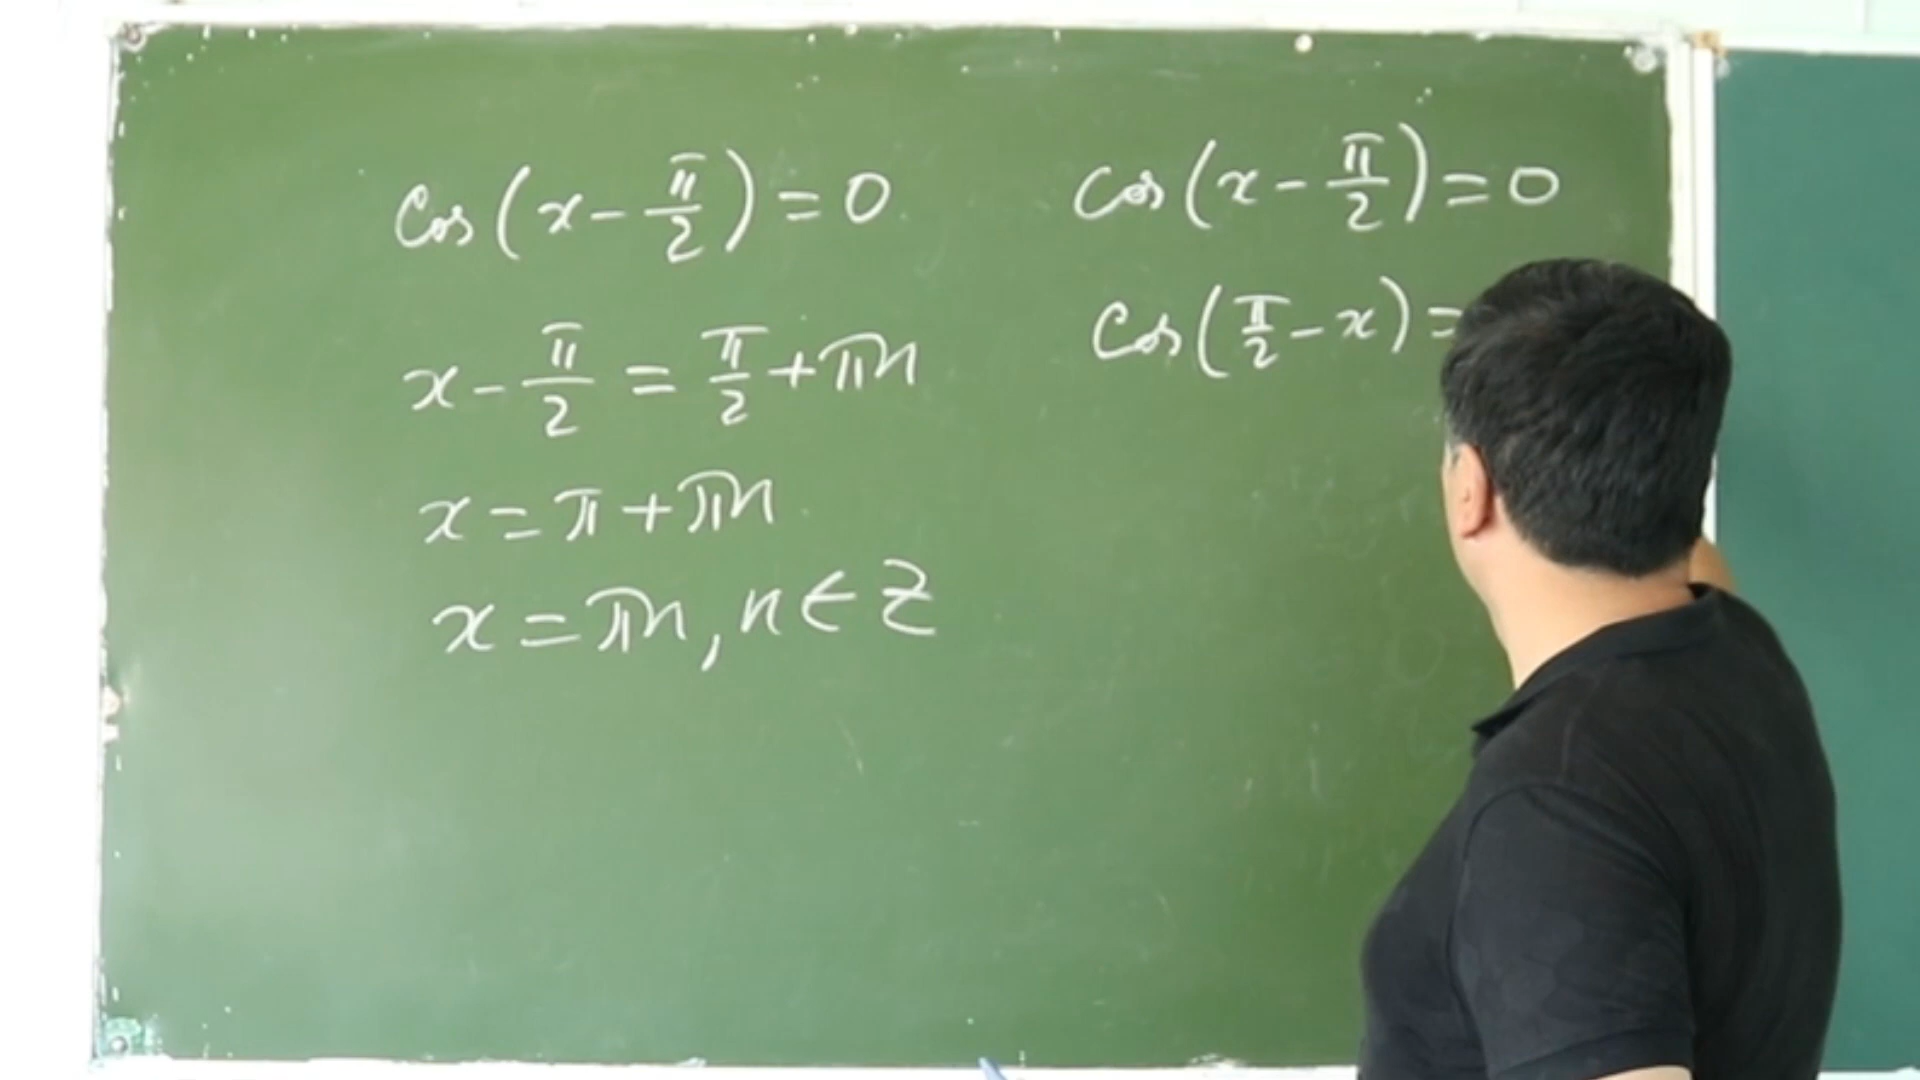 cos(x - π/2) = 0
x - π/2 = π/2 + πn
x = π + πn
x = πn, n ∈ Z
cos(x - π/2) = 0
cos(π/2 - x) =